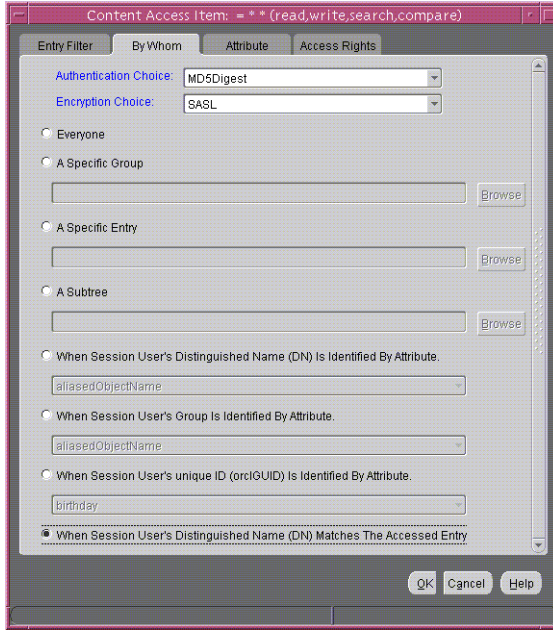 Content Access Item: = * * (read,write,search,compare)
Entry Filter By Whom Attribute Access Rights
Authentication Choice: MD5Digest
Encryption Choice: SASL
Everyone
A Specific Group
Browse
A Specific Entry
Browse
A Subtree
Browse
When Session User's Distinguished Name (DN) Is Identified By Attribute.
aliasedObjectName
When Session User's Group Is Identified By Attribute.
aliasedObjectName
When Session User's unique ID (orclGUID) Is Identified By Attribute.
birthday
When Session User's Distinguished Name (DN) Matches The Accessed Entry
OK Cancel Help